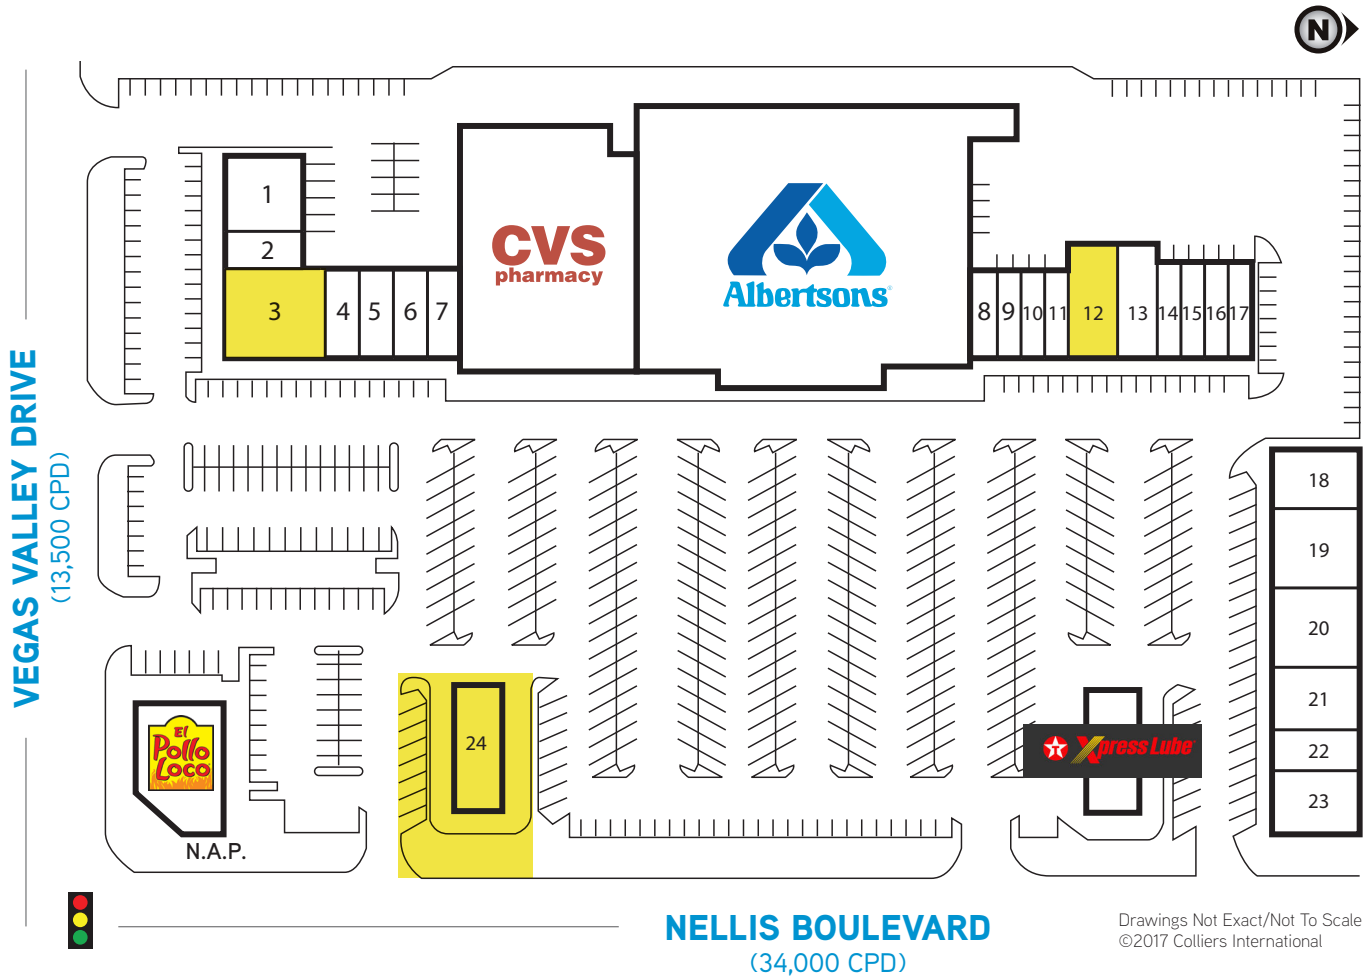 N
1
2
3
4
5
6
7
CVS
pharmacy
Albertsons®
8
9
10
11
12
13
14
15
16
17
18
19
20
21
22
23
24
VEGAS VALLEY DRIVE
(13,500 CPD)
El
Pollo
Loco
N.A.P.
T Xpress Lube
NELLIS BOULEVARD
(34,000 CPD)
Drawings Not Exact/Not To Scale
©2017 Colliers International